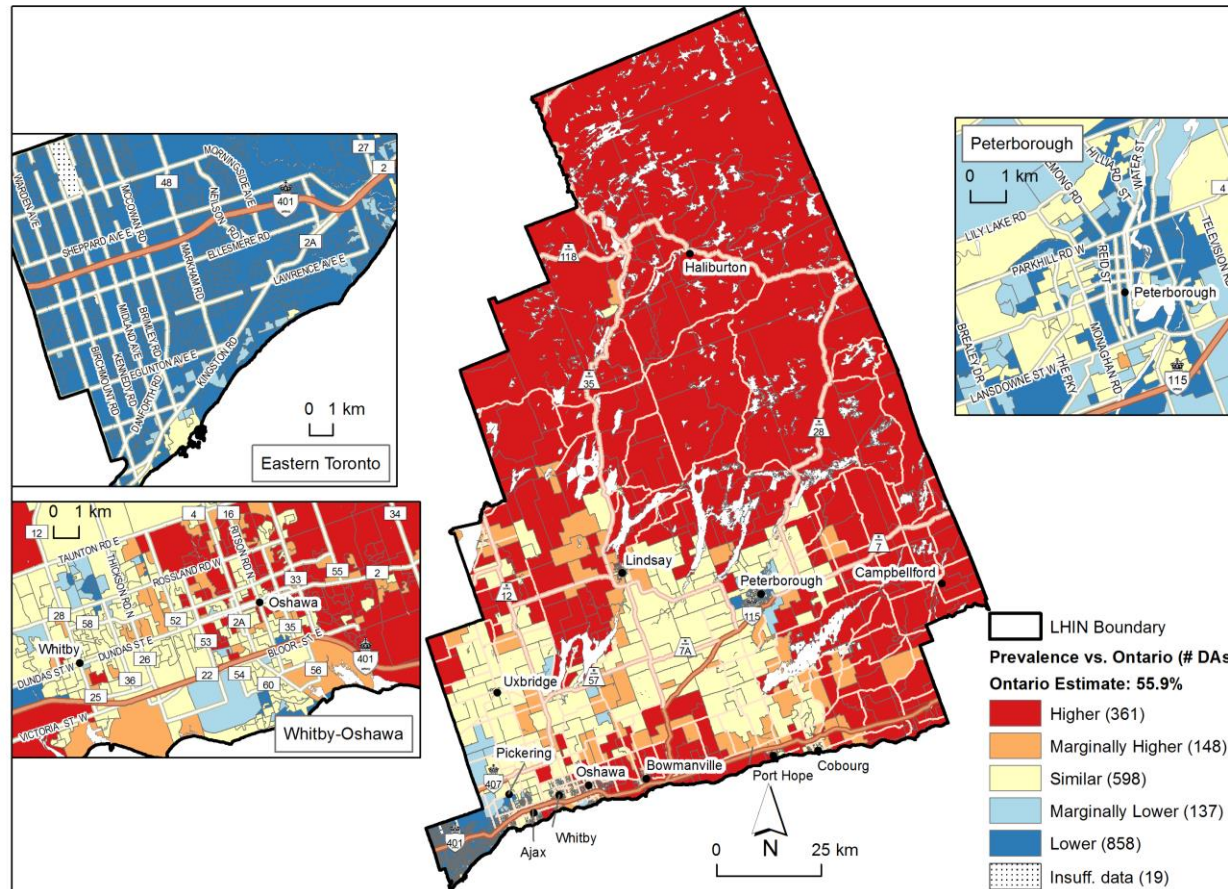 WARDEN AVE
SHEPPARD AVE E
MCCOWAN RD
48
MORNINGSIDE AVE
NEILSON RD
27
2
401
ELLESMERE RD
2A
LAWRENCE AVE E
MARKHAM RD
BRIMLEY RD
MIDLAND AVE
KENNEDY RD
BIRCHMOUNT RD
EGLINTON AVE E
DANFORTH RD
KINGSTON RD
0 1 km
Eastern Toronto
0 1 km
12
TAUNTON RD E
4
16
34
THICKSON RD N
ROSSLAND RD W
RITSON RD N
33
55
2
28
58
52
Oshawa
2A
53
35
Whitby
DUNDAS ST E
DUNDAS ST W
26
BLOOR ST E
401
36
22
54
56
25
60
VICTORIA ST W
Whitby-Oshawa
118
Haliburton
35
28
Lindsay
7
12
Peterborough
Campbellford
115
7A
57
Uxbridge
Pickering
407
Oshawa
Bowmanville
Port Hope
Cobourg
401
Ajax
Whitby
N
0 25 km
Peterborough
0 1 km
HILLIARD ST
WATER ST
EMONG RD
4
LILY LAKE RD
TELEVISION RD
PARKHILL RD W
REID ST
Peterborough
BREALEY DR
MONAGHAN RD
THE PKY
LANSDOWNE ST W
115
LHIN Boundary
Prevalence vs. Ontario (# DAs
Ontario Estimate: 55.9%
Higher (361)
Marginally Higher (148)
Similar (598)
Marginally Lower (137)
Lower (858)
Insuff. data (19)